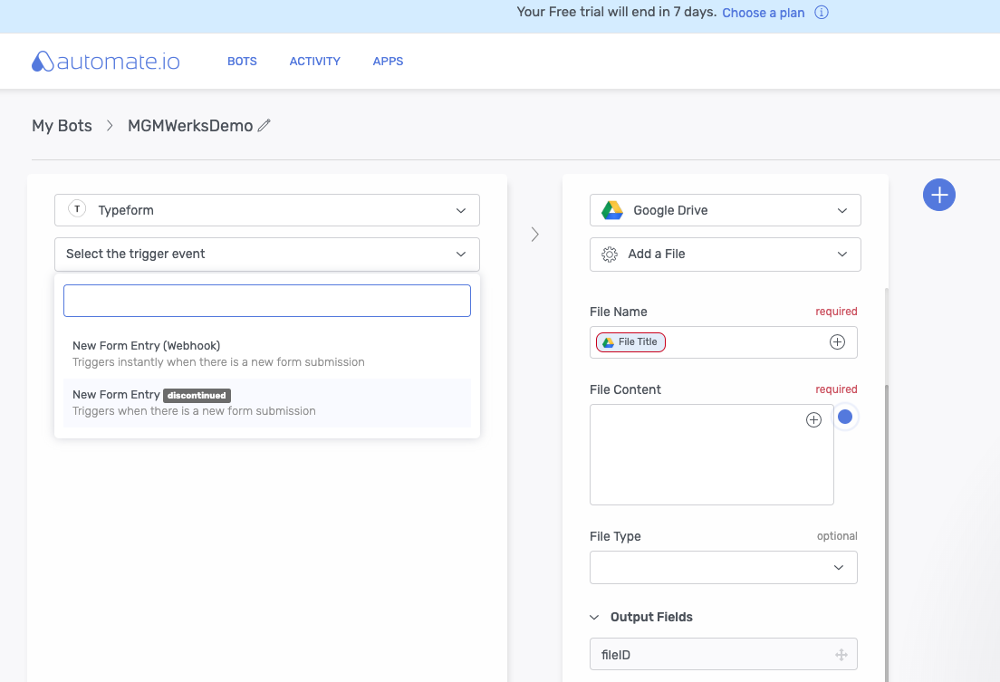 Your Free trial will end in 7 days. Choose a plan
automate.io
BOTS
ACTIVITY
APPS
My Bots > MGMWerksDemo
T Typeform
Select the trigger event
New Form Entry (Webhook)
Triggers instantly when there is a new form submission
New Form Entry discontinued
Triggers when there is a new form submission
Google Drive
Add a File
File Name required
File Title
File Content required
File Type optional
Output Fields
fileID